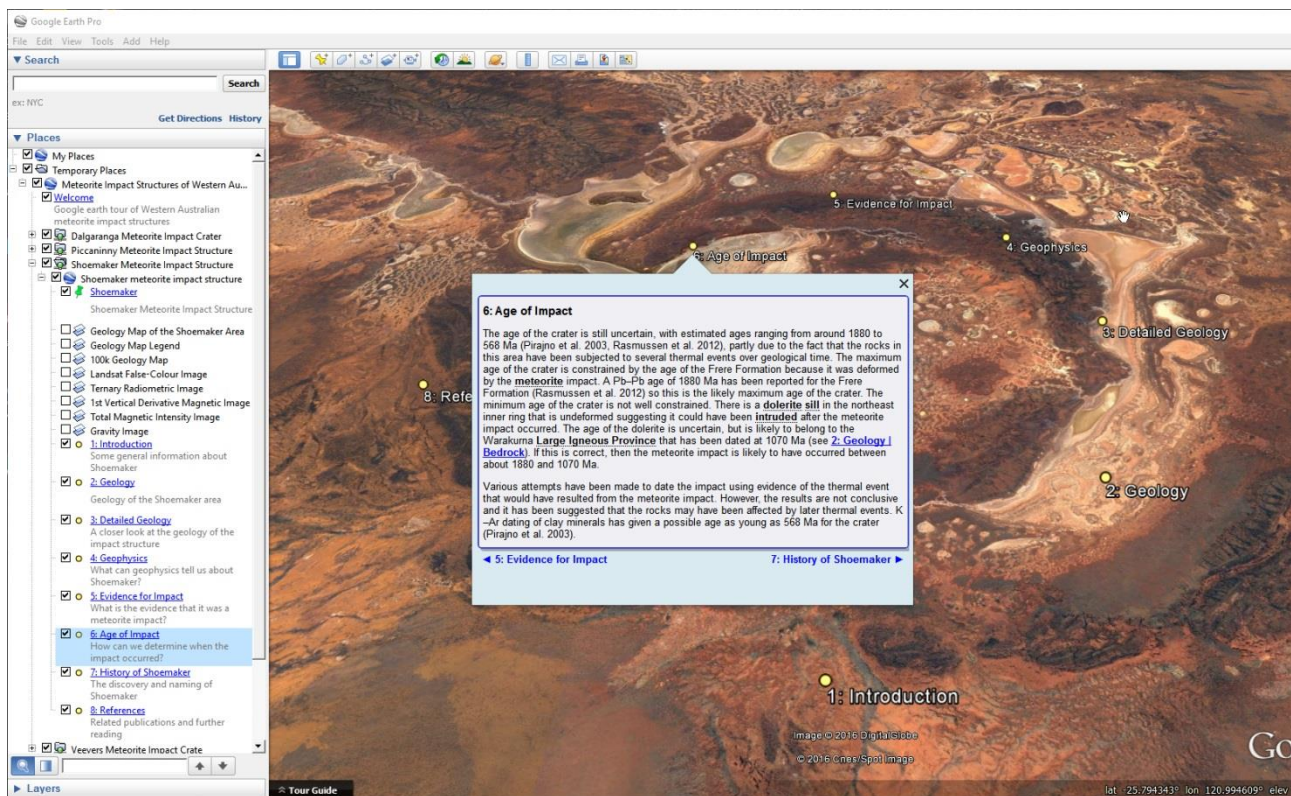 Google Earth Pro
File Edit View Tools Add Help
▼ Search
Search
ex: NYC
Get Directions History
▼ Places
My Places
Temporary Places
Meteorite Impact Structures of Western Au...
Welcome
Google earth tour of Western Australian
meteorite impact structures
Dalgaranga Meteorite Impact Crater
Piccaninny Meteorite Impact Structure
Shoemaker Meteorite Impact Structure
Shoemaker meteorite impact structure
Shoemaker
Shoemaker Meteorite Impact Structure
Geology Map of the Shoemaker Area
Geology Map Legend
100k Geology Map
Landsat False-Colour Image
Ternary Radiometric Image
1st Vertical Derivative Magnetic Image
Total Magnetic Intensity Image
Gravity Image
1: Introduction
Some general information about
Shoemaker
2: Geology
Geology of the Shoemaker area
3: Detailed Geology
A closer look at the geology of the
impact structure
4: Geophysics
What can geophysics tell us about
Shoemaker?
5: Evidence for Impact
What is the evidence that it was a
meteorite impact?
6: Age of Impact
How can we determine when the
impact occurred?
7: History of Shoemaker
The discovery and naming of
Shoemaker
8: References
Related publications and further
reading
Veevers Meteorite Impact Crate
▶ Layers
5: Evidence for Impact
4: Geophysics
6: Age of Impact
3: Detailed Geology
8: Refe
2: Geology
1: Introduction
6: Age of Impact
The age of the crater is still uncertain, with estimated ages ranging from around 1880 to
568 Ma (Pirajno et al. 2003, Rasmussen et al. 2012), partly due to the fact that the rocks in
this area have been subjected to several thermal events over geological time. The maximum
age of the crater is constrained by the age of the Frere Formation because it was deformed
by the meteorite impact. A Pb–Pb age of 1880 Ma has been reported for the Frere
Formation (Rasmussen et al. 2012) so this is the likely maximum age of the crater. The
minimum age of the crater is not well constrained. There is a dolerite sill in the northeast
inner ring that is undeformed suggesting it could have been intruded after the meteorite
impact occurred. The age of the dolerite is uncertain, but is likely to belong to the
Warakurna Large Igneous Province that has been dated at 1070 Ma (see 2: Geology |
Bedrock). If this is correct, then the meteorite impact is likely to have occurred between
about 1880 and 1070 Ma.
Various attempts have been made to date the impact using evidence of the thermal event
that would have resulted from the meteorite impact. However, the results are not conclusive
and it has been suggested that the rocks may have been affected by later thermal events. K
–Ar dating of clay minerals has given a possible age as young as 568 Ma for the crater
(Pirajno et al. 2003).
◄ 5: Evidence for Impact 7: History of Shoemaker ►
Image © 2016 DigitalGlobe
© 2016 Cnes/Spot Image
Go
Tour Guide
lat -25.794343° lon 120.994609° elev